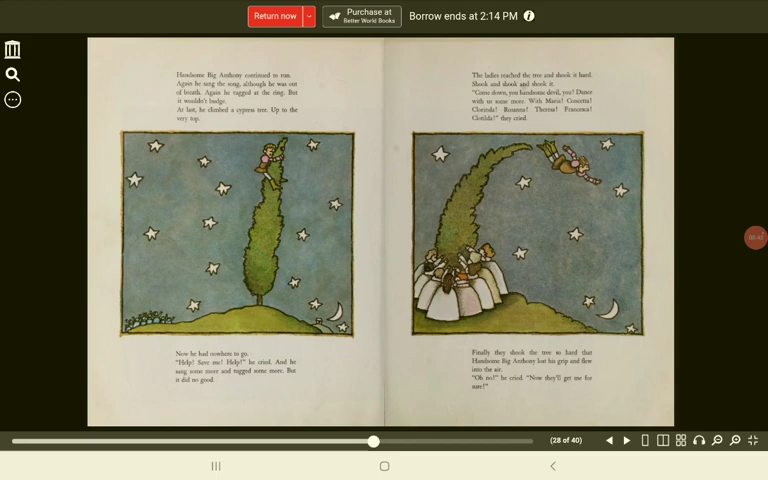 Return now
Purchase at
Better World Books
Borrow ends at 2:14 PM
Handsome Big Anthony continued to run.
Again he sang the song, although he was out
of breath. Again he tugged at the ring. But
it wouldn't budge.
At last, he climbed a cypress tree. Up to the
very top.
Now he had nowhere to go.
"Help! Save me! Help!" he cried. And he
sang some more and tugged some more. But
it did no good.
The ladies reached the tree and shook it hard.
Shook and shook and shook it.
"Come down, you handsome devil, you! Dance
with us some more. With Maria! Concetta!
Clorinda! Rosanna! Theresa! Francesca!
Clotilda!" they cried.
Finally they shook the tree so hard that
Handsome Big Anthony lost his grip and flew
into the air.
"Oh no!" he cried. "Now they'll get me for
sure!"
(28 of 40)